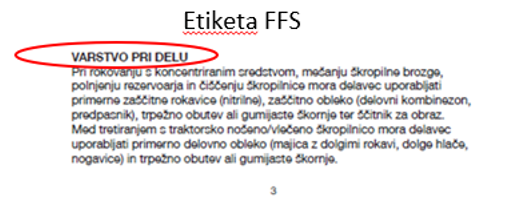 Etiketa FFS
VARSTVO PRI DELU
Pri rokovanju s koncentriranim sredstvom, mešanju škropilne brozge,
polnjenju rezervoarja in čiščenju škropilnice mora delavec uporabljati
primerne zaščitne rokavice (nitrilne), zaščitno obleko (delovni kombinezon,
predpasnik), trpežno obutev ali gumijaste škornje ter ščitnik za obraz.
Med tretiranjem s traktorsko nošeno/vlečeno škropilnico mora delavec
uporabljati primerno delovno obleko (majica z dolgimi rokavi, dolge hlače,
nogavice) in trpežno obutev ali gumijaste škornje.
3